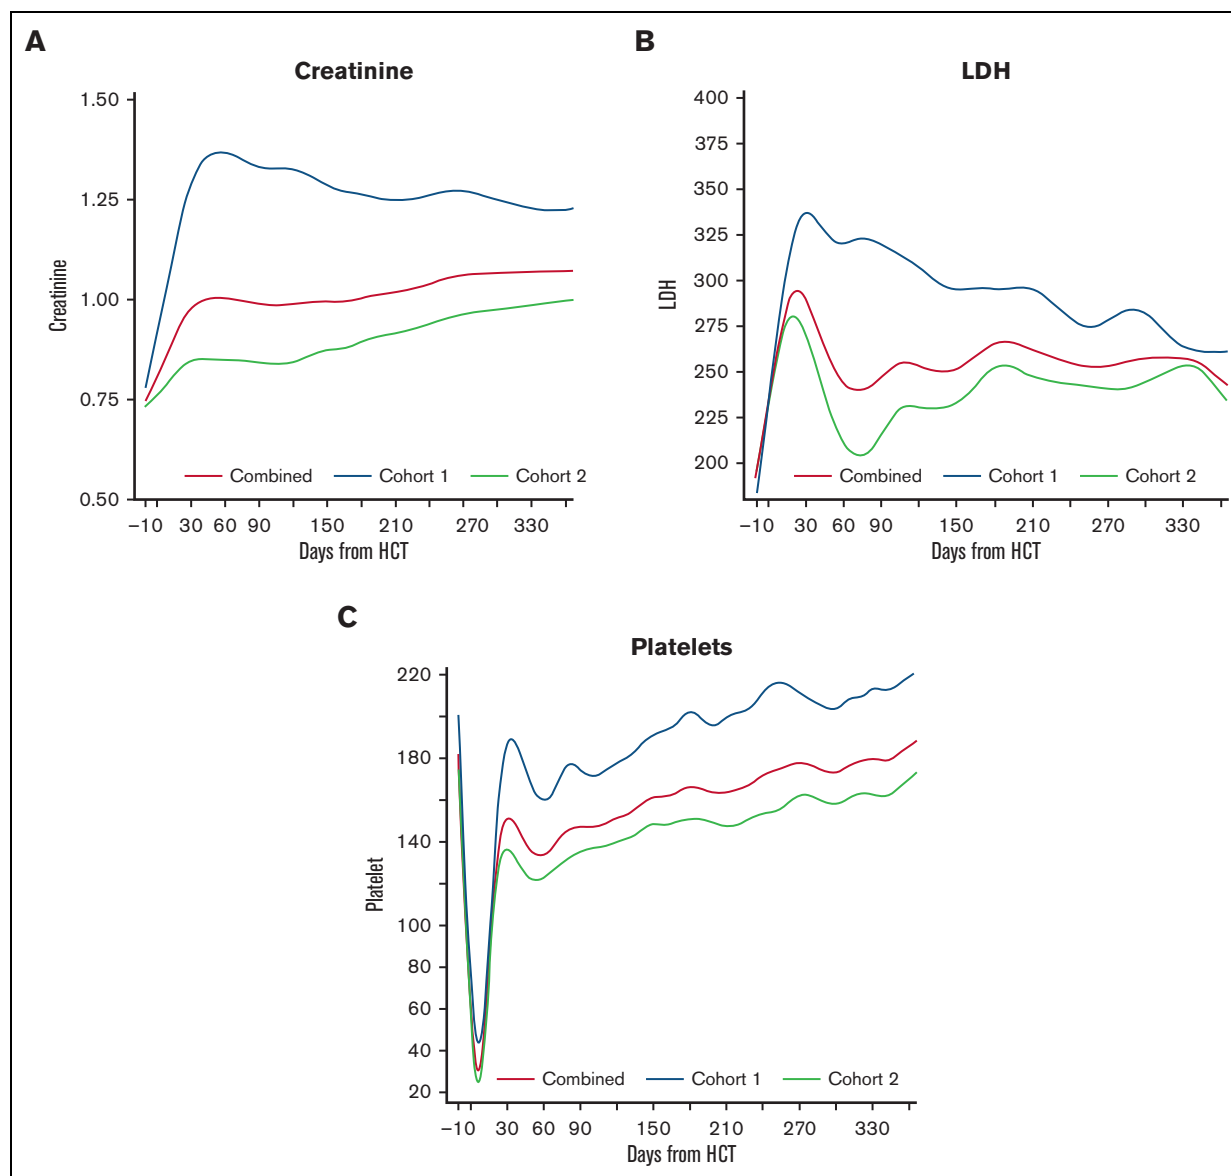 A
Creatinine
1.50
1.25
1.00
0.75
0.50
Creatinine
Combined Cohort 1 Cohort 2
−10 30 60 90 150 210 270 330
Days from HCT
B
LDH
400
375
350
325
300
275
250
225
200
LDH
Combined Cohort 1 Cohort 2
−10 30 60 90 150 210 270 330
Days from HCT
C
Platelets
220
180
140
100
80
60
40
20
Platelet
Combined Cohort 1 Cohort 2
−10 30 60 90 150 210 270 330
Days from HCT